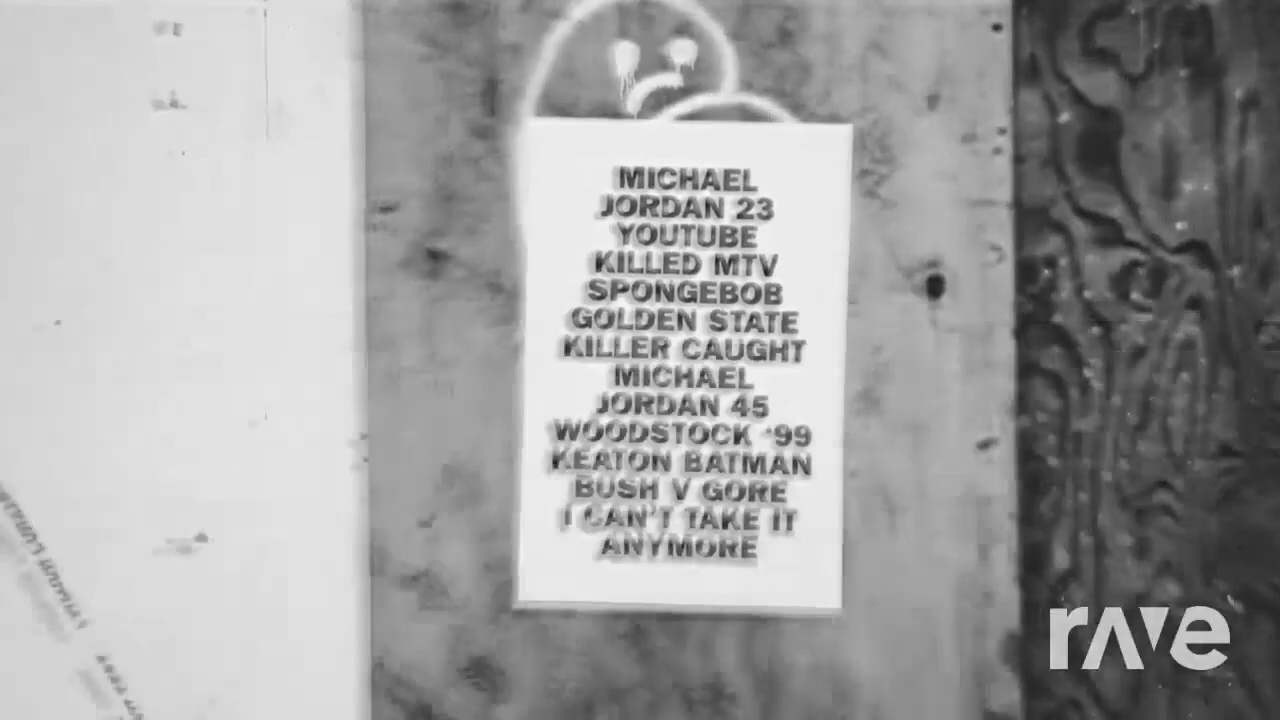 MICHAEL
JORDAN 23
YOUTUBE
KILLED MTV
SPONGEBOB
GOLDEN STATE
KILLER CAUGHT
MICHAEL
JORDAN 45
WOODSTOCK '99
KEATON BATMAN
BUSH V GORE
I CAN'T TAKE IT
ANYMORE
rave